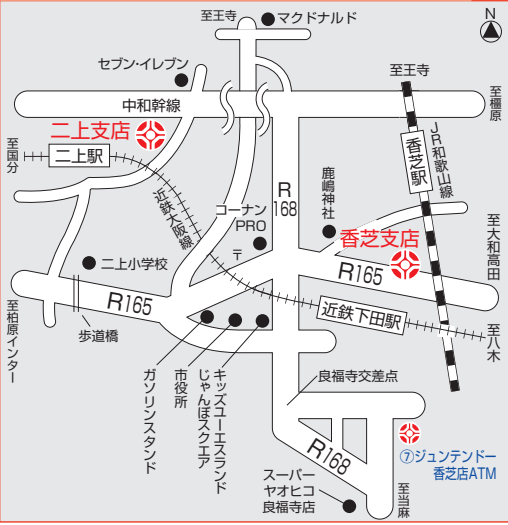 至王寺
マクドナルド
N
セブン・イレブン
至王寺
中和幹線
至橿原
二上支店
至国分
二上駅
香芝駅
JR和歌山線
R
168
鹿嶋神社
近鉄大阪線
コーナン
PRO
〒
香芝支店
至大和高田
R165
二上小学校
R165
近鉄下田駅
至柏原インター
歩道橋
至八木
ガソリンスタンド
市役所
キッズユーエスランド
じゃんぼスクエア
良福寺交差点
R168
⑦ジュンテンドー
香芝店ATM
スーパー
ヤオヒコ
良福寺店
至当麻